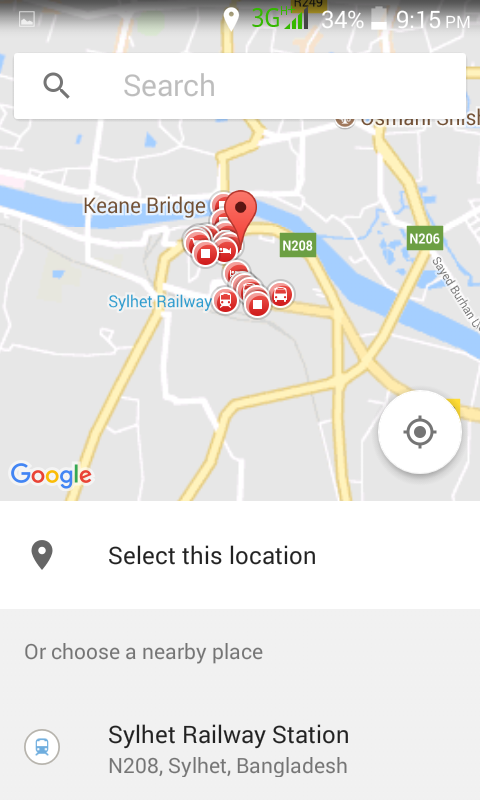 3G 34% 9:15 PM
R249
Search
Osmani Shish
Keane Bridge
N208
N206
Sayed Burhan
Sylhet Railway
Google
Select this location
Or choose a nearby place
Sylhet Railway Station
N208, Sylhet, Bangladesh